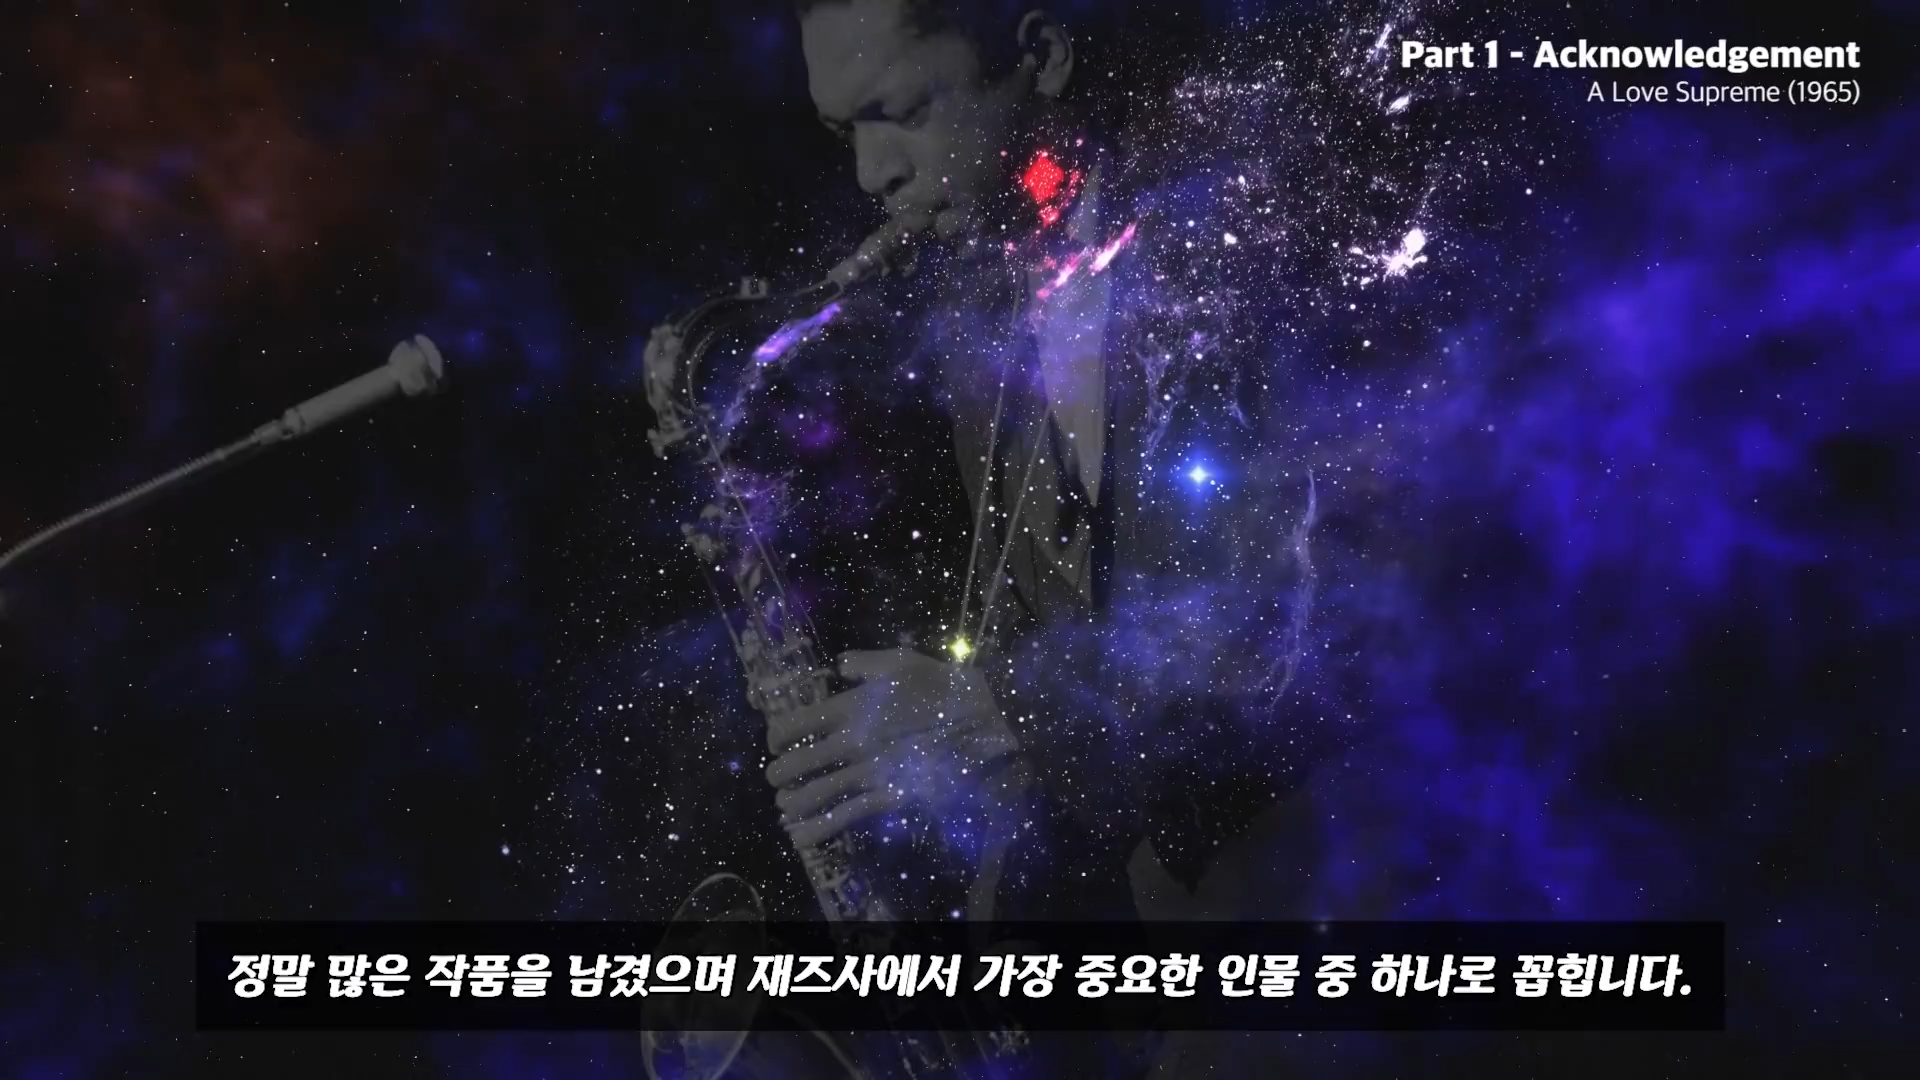 Part 1 - Acknowledgement
A Love Supreme (1965)
정말 많은 작품을 남겼으며 재즈사에서 가장 중요한 인물 중 하나로 꼽힙니다.